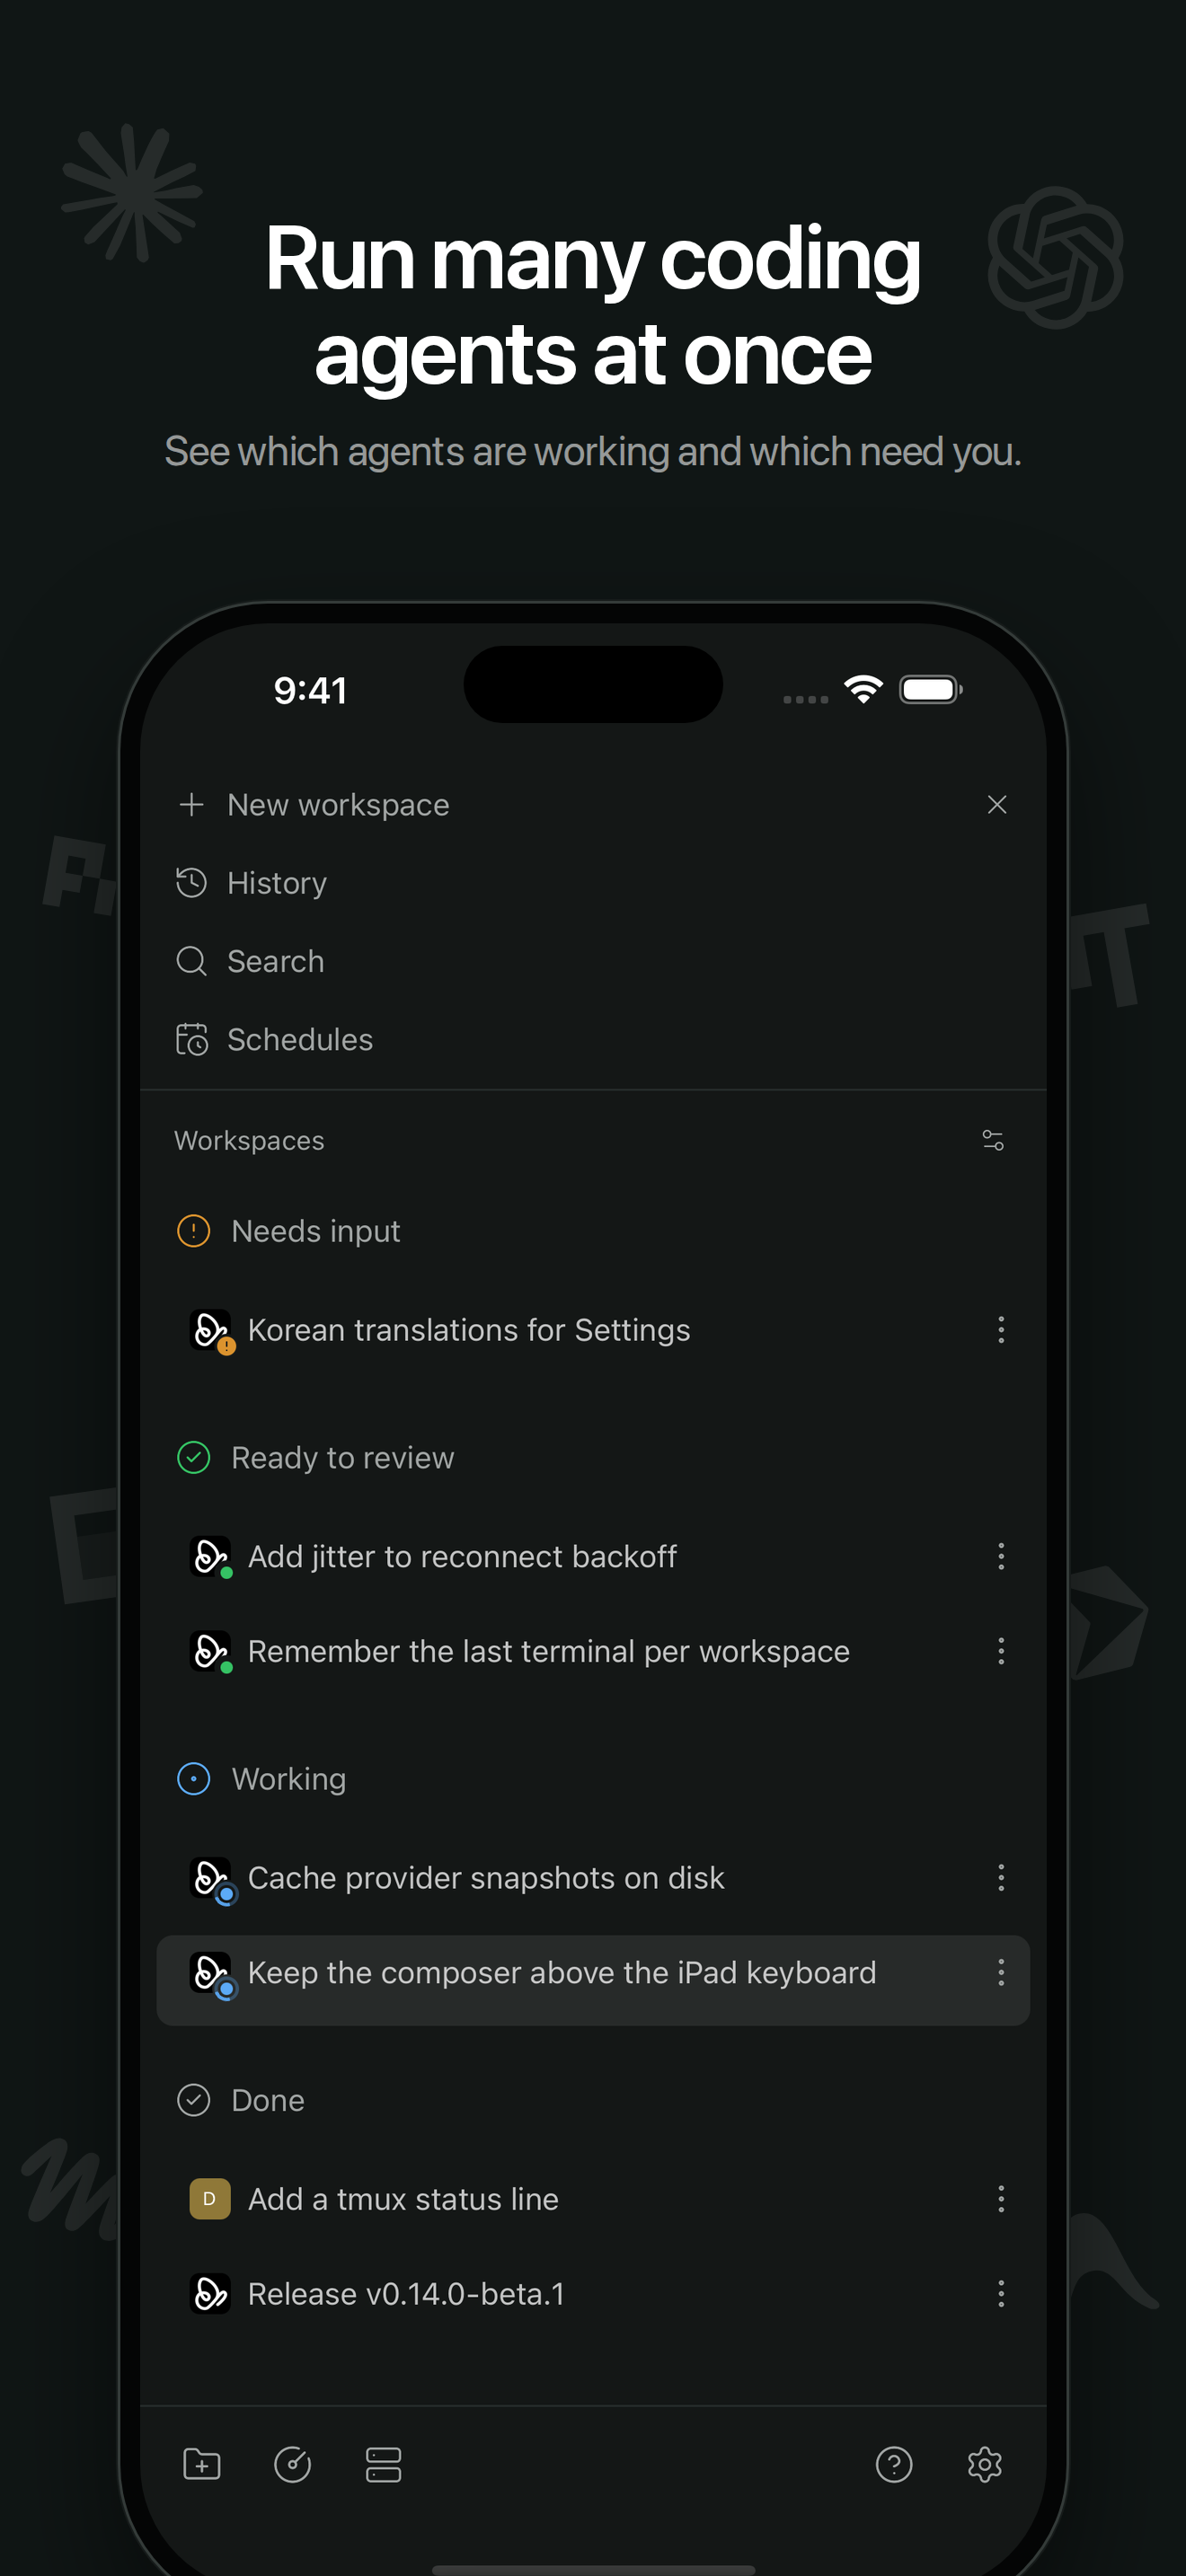 Run many coding
agents at once
See which agents are working and which need you.
9:41
New workspace
History
Search
Schedules
Workspaces
Needs input
Korean translations for Settings
Ready to review
Add jitter to reconnect backoff
Remember the last terminal per workspace
Working
Cache provider snapshots on disk
Keep the composer above the iPad keyboard
Done
D
Add a tmux status line
Release v0.14.0-beta.1